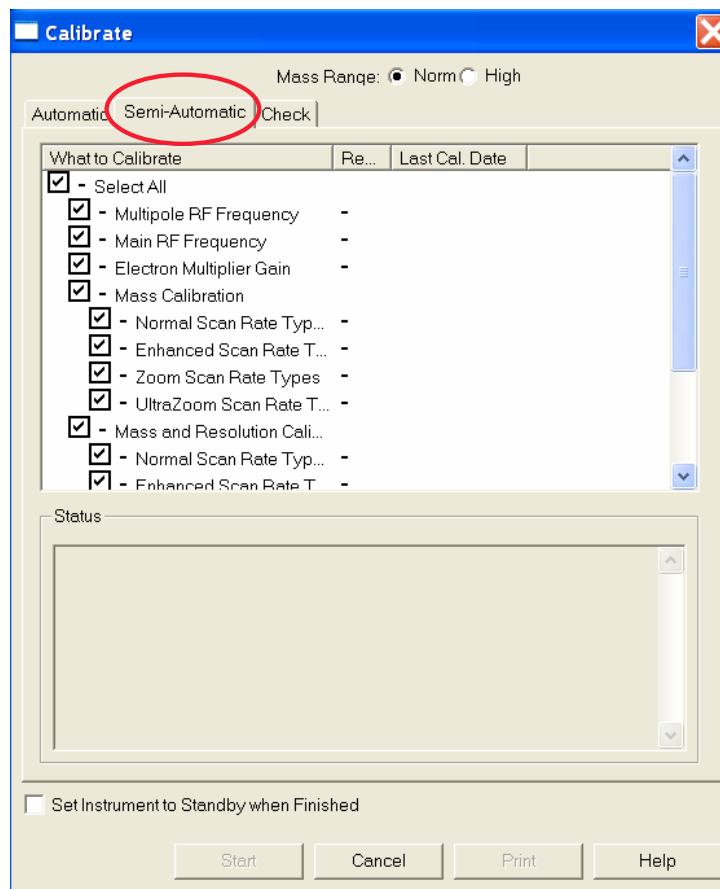 Calibrate
Mass Range: Norm High
Automatic Semi-Automatic Check
What to Calibrate Re... Last Cal. Date
- Select All
- Multipole RF Frequency -
- Main RF Frequency -
- Electron Multiplier Gain -
- Mass Calibration
- Normal Scan Rate Typ... -
- Enhanced Scan Rate T... -
- Zoom Scan Rate Types -
- UltraZoom Scan Rate T... -
- Mass and Resolution Cali...
- Normal Scan Rate Typ... -
- Enhanced Scan Rate T... -
Status
Set Instrument to Standby when Finished
Start Cancel Print Help